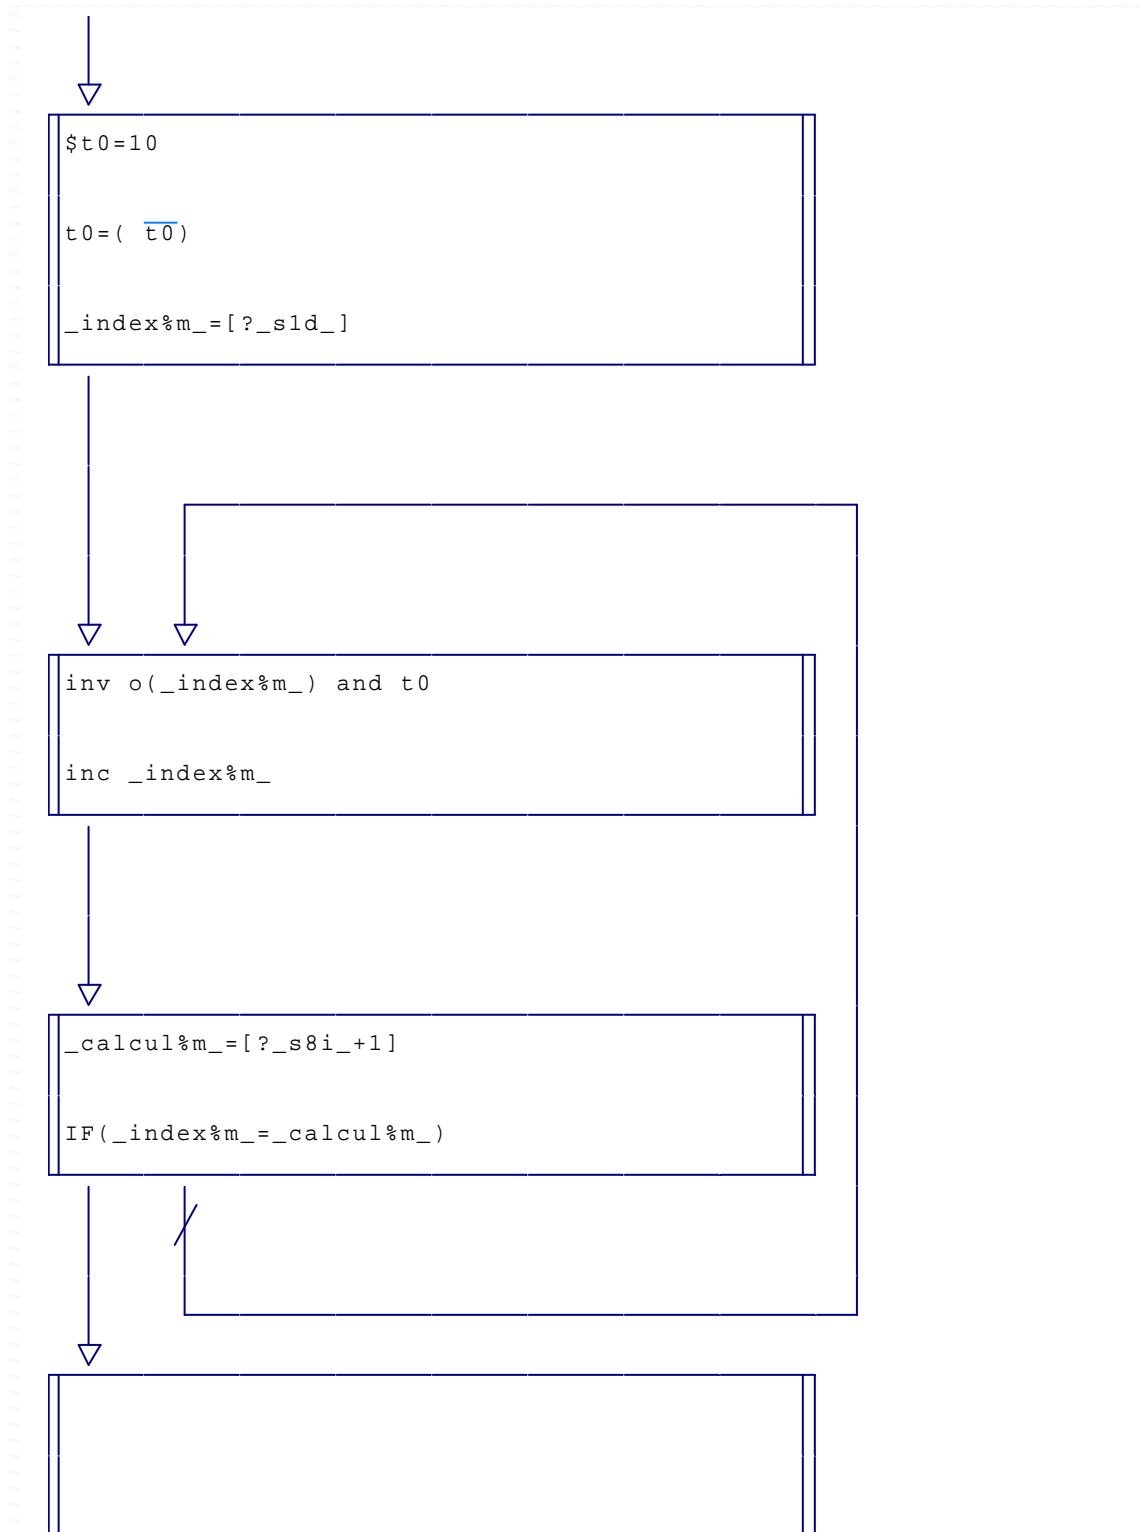 $t0=10
t0=( t̅0̅)
_index%m_=[?_s1d_]
inv o(_index%m_) and t0
inc _index%m_
_calcul%m_=[?_s8i_+1]
IF(_index%m_=_calcul%m_)